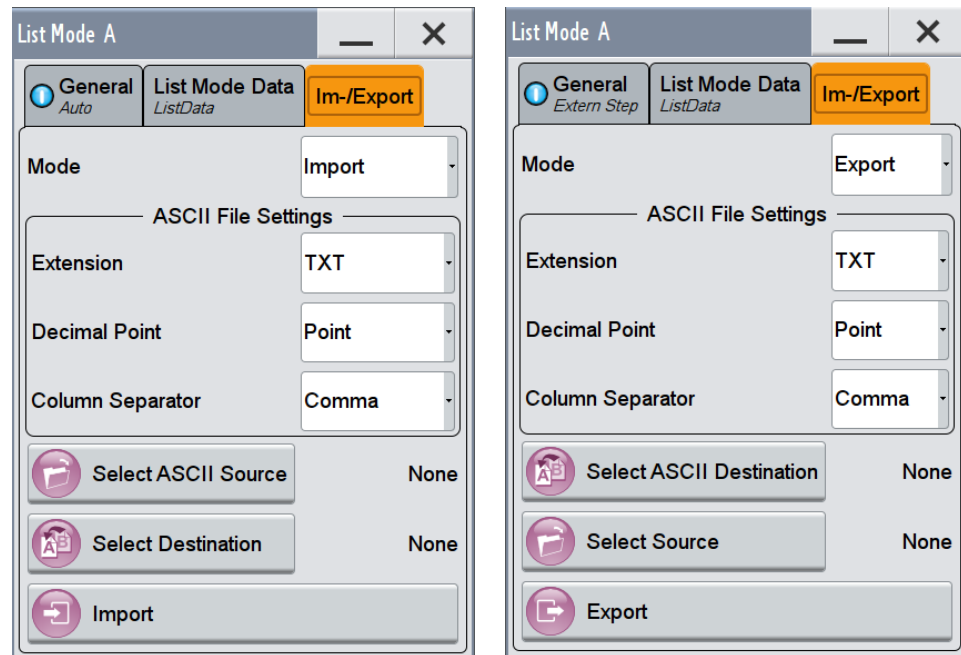 List Mode A
General
Auto
List Mode Data
ListData
Im-/Export
Mode
Import
ASCII File Settings
Extension
TXT
Decimal Point
Point
Column Separator
Comma
Select ASCII Source
None
Select Destination
None
Import
List Mode A
General
Extern Step
List Mode Data
ListData
Im-/Export
Mode
Export
ASCII File Settings
Extension
TXT
Decimal Point
Point
Column Separator
Comma
Select ASCII Destination
None
Select Source
None
Export